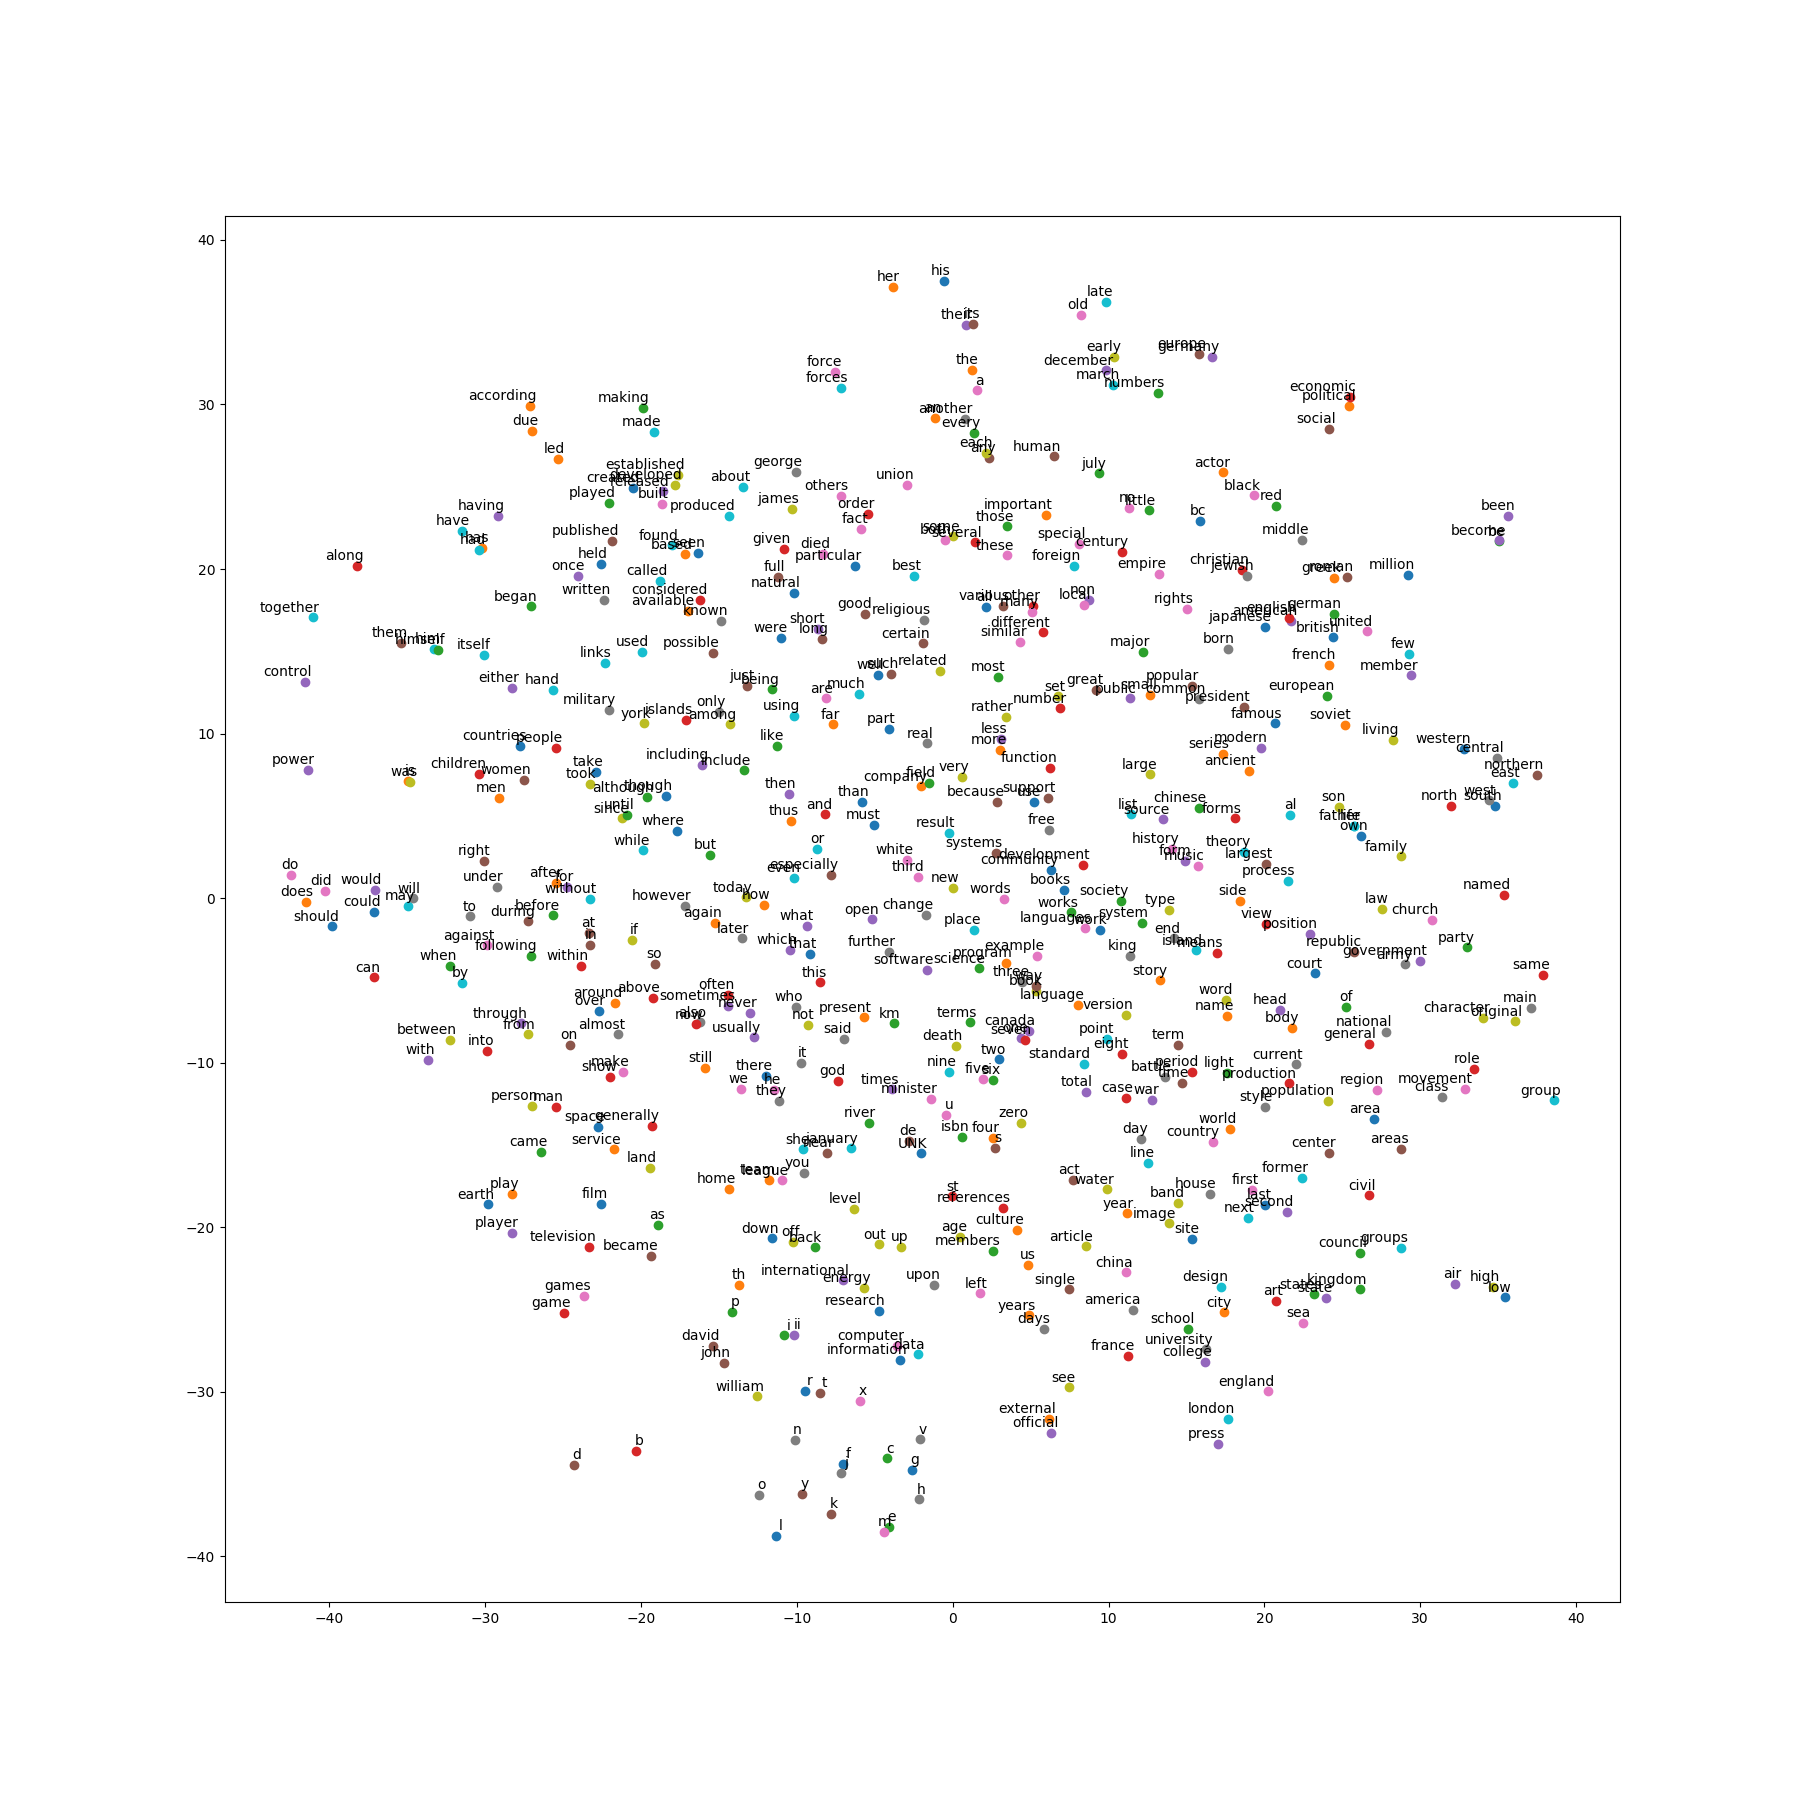 40
his
her
late
old
their
its
early
europe
germany
the
december
force
march
a
forces
numbers
economic
30
according
making
political
an
another
due
made
every
social
each
any
human
led
george
july
actor
established
developed
about
union
created
released
black
played
built
others
red
james
having
produced
order
important
no
little
been
have
fact
those
bc
some
both
several
middle
become
be
has
had
published
found
based
seen
given
died
these
special
century
along
held
particular
foreign
empire
christian
jewish
greek
roman
million
20
once
called
full
best
written
considered
natural
available
non
local
began
known
good
religious
various
all
other
many
rights
english
german
together
american
japanese
short
different
british
united
were
long
certain
similar
them
himself
him
itself
used
possible
major
born
few
links
well
such
related
french
control
just
being
most
member
either
hand
are
much
set
great
popular
public
small
common
european
military
only
president
york
islands
among
using
far
part
rather
number
famous
soviet
10
countries
people
like
real
less
more
modern
living
western
series
central
power
children
women
take
including
include
function
ancient
northern
was
is
took
very
large
east
men
although
though
then
company
field
since
until
thus
than
because
support
use
chinese
son
north
west
south
and
list
source
forms
al
where
must
free
father
life
own
while
but
or
result
history
theory
right
white
systems
development
form
music
largest
family
do
even
especially
third
community
process
did
would
will
under
after
for
without
today
how
new
books
named
0
does
could
may
before
however
words
works
society
type
side
law
should
to
during
again
what
open
change
languages
work
system
view
church
at
in
if
later
place
end
position
against
following
which
that
further
example
king
island
means
republic
party
when
within
so
software
science
program
court
government
army
can
by
this
three
story
same
above
way
book
often
sometimes
around
over
who
language
word
head
of
main
never
present
version
name
character
through
from
almost
now
also
not
km
terms
canada
body
original
between
on
usually
said
one
seven
point
national
general
with
into
death
term
−10
make
show
still
there
it
god
nine
two
standard
eight
period
light
current
role
we
he
they
times
minister
five
six
total
case
battle
time
war
production
population
region
movement
class
group
person
man
style
area
space
generally
river
u
isbn
zero
world
service
four
day
country
came
she
near
january
de
s
center
areas
land
UNK
line
team
league
you
act
former
play
home
st
water
house
first
civil
earth
film
level
references
year
band
last
second
image
next
−20
player
as
culture
television
down
off
back
out
up
age
members
article
site
council
groups
became
us
international
energy
upon
left
single
china
design
th
states
state
kingdom
air
high
low
games
game
p
research
years
america
city
art
sea
i
ii
days
school
david
computer
data
university
john
information
france
college
−30
william
r
t
x
see
england
external
london
official
press
n
v
d
b
f
j
c
g
o
y
h
k
m
e
l
−40
−40
−30
−20
−10
0
10
20
30
40